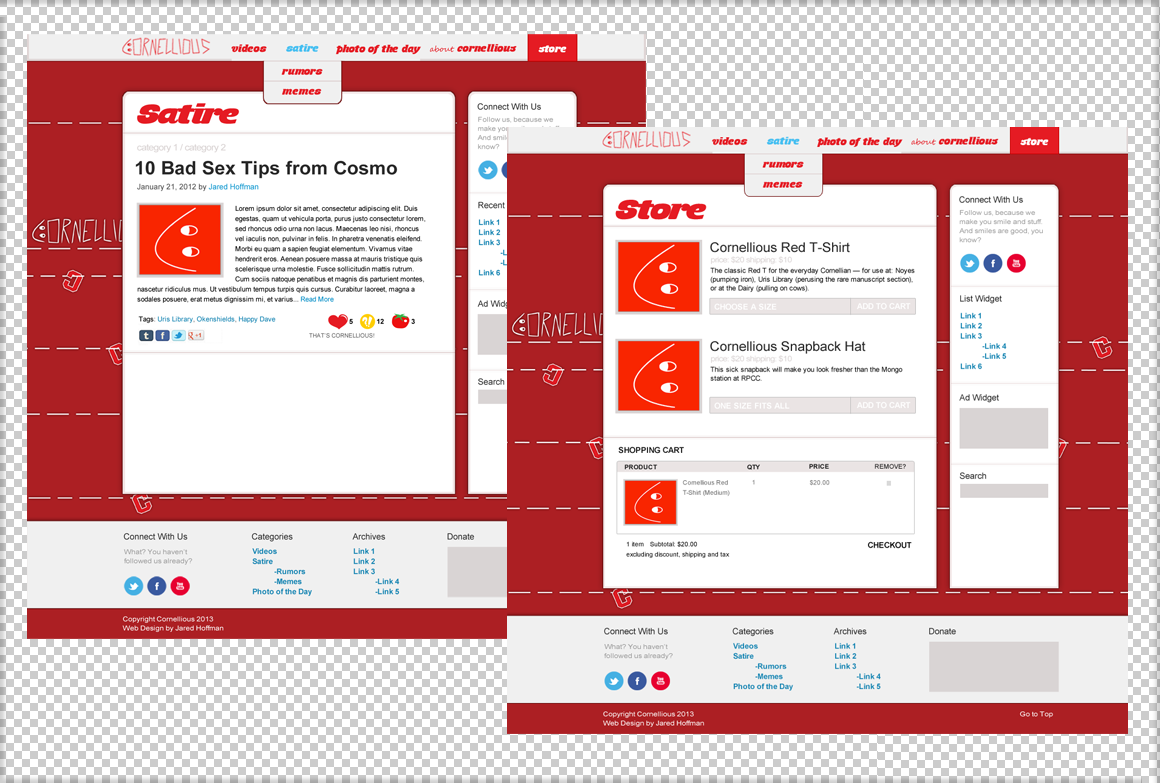 CORNELLIOUS
videos
satire
photo of the day
about cornellious
store
rumors
memes
Satire
category 1 / category 2
10 Bad Sex Tips from Cosmo
January 21, 2012 by Jared Hoffman
Lorem ipsum dolor sit amet, consectetur adipiscing elit. Duis
egestas, quam ut vehicula porta, purus justo consectetur lorem,
sed rhoncus odio urna non lacus. Maecenas leo nisi, rhoncus
vel iaculis non, pulvinar in felis. In pharetra venenatis eleifend.
Morbi eu quam a sapien feugiat elementum. Vivamus vitae
hendrerit eros. Aenean posuere massa at mauris tristique quis
scelerisque urna molestie. Fusce sollicitudin mattis rutrum.
Cum sociis natoque penatibus et magnis dis parturient montes,
nascetur ridiculus mus. Ut vestibulum tempus turpis quis cursus. Curabitur laoreet, magna a
sodales posuere, erat metus dignissim mi, et varius... Read More
Tags: Uris Library, Okenshields, Happy Dave
5 12 3
THAT'S CORNELLIOUS!
t f +1
Connect With Us
Follow us, because we
make you
And smil
know?
Recent
Link 1
Link 2
Link 3
-L
-L
Link 6
Ad Widg
Search
CORNELLIOUS
Connect With Us
What? You haven't
followed us already?
f You
Categories
Videos
Satire
-Rumors
-Memes
Photo of the Day
Archives
Link 1
Link 2
Link 3
-Link 4
-Link 5
Donate
Copyright Cornellious 2013
Web Design by Jared Hoffman
CORNELLIOUS
videos
satire
photo of the day
about cornellious
store
rumors
memes
Store
Cornellious Red T-Shirt
price: $20 shipping: $10
The classic Red T for the everyday Cornellian — for use at: Noyes
(pumping iron), Uris Library (perusing the rare manuscript section),
or at the Dairy (pulling on cows).
CHOOSE A SIZE
ADD TO CART
Cornellious Snapback Hat
price: $20 shipping: $10
This sick snapback will make you look fresher than the Mongo
station at RPCC.
ONE SIZE FITS ALL
ADD TO CART
SHOPPING CART
PRODUCT QTY PRICE REMOVE?
Cornellious Red 1 $20.00
T-Shirt (Medium)
1 item Subtotal: $20.00
excluding discount, shipping and tax
CHECKOUT
Connect With Us
Follow us, because we
make you smile and stuff.
And smiles are good, you
know?
f You
List Widget
Link 1
Link 2
Link 3
-Link 4
-Link 5
Link 6
Ad Widget
Search
CORNELLIOUS
Connect With Us
What? You haven't
followed us already?
f You
Categories
Videos
Satire
-Rumors
-Memes
Photo of the Day
Archives
Link 1
Link 2
Link 3
-Link 4
-Link 5
Donate
Copyright Cornellious 2013
Web Design by Jared Hoffman
Go to Top